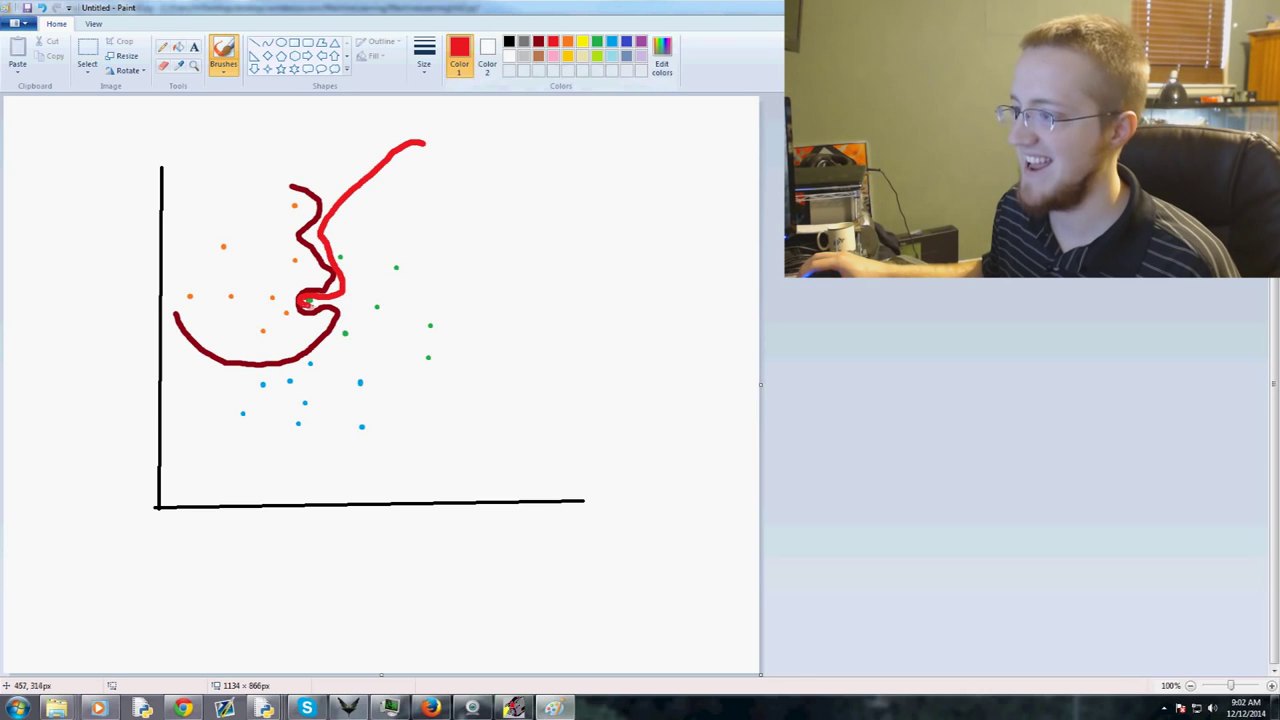 Untitled - Paint
Home
View
Paste
Cut
Copy
Clipboard
Select
Crop
Resize
Rotate
Image
A
Tools
Brushes
Shapes
Outline
Fill
Size
Color 1
Color 2
Edit colors
Colors
457, 314px
1134 × 866px
100%
9:02 AM
12/12/2014